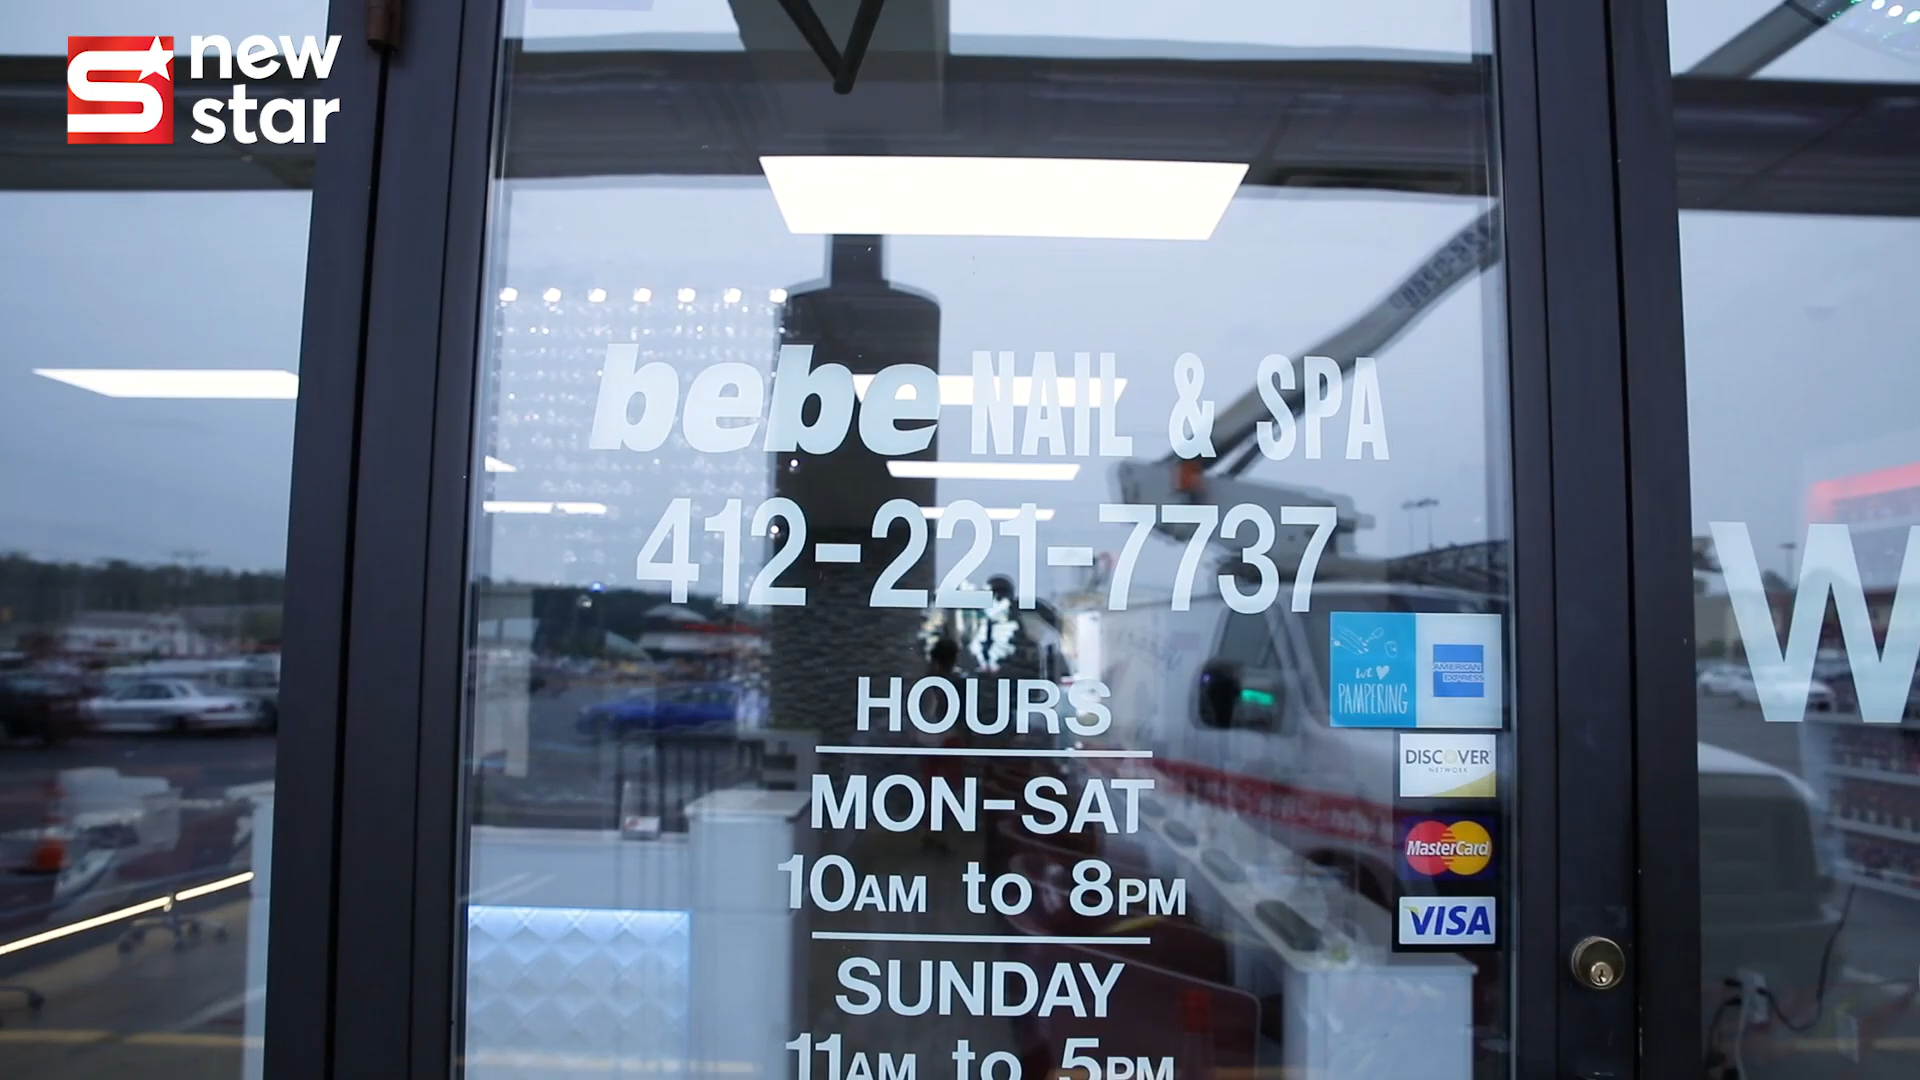 new
star
bebe NAIL & SPA
412-221-7737
HOURS
MON-SAT
10AM to 8PM
SUNDAY
11AM to 5PM
we ♥
PAMPERING
AMERICAN
EXPRESS
DISCOVER
NETWORK
MasterCard
VISA
W